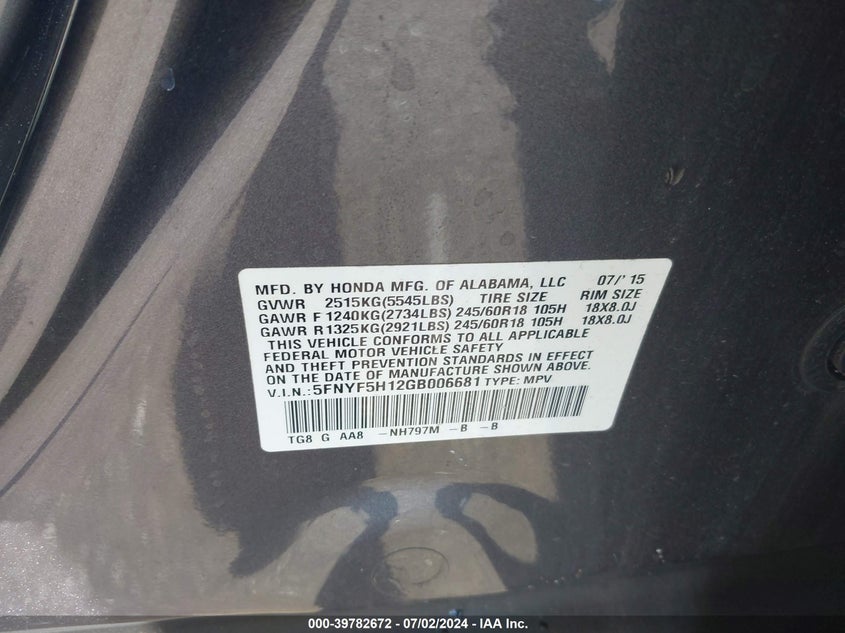 MFD. BY HONDA MFG. OF ALABAMA, LLC 07/' 15
GVWR 2515KG(5545LBS) TIRE SIZE RIM SIZE
GAWR F 1240KG(2734LBS) 245/60R18 105H 18X8.0J
GAWR R1325KG(2921LBS) 245/60R18 105H 18X8.0J
THIS VEHICLE CONFORMS TO ALL APPLICABLE
FEDERAL MOTOR VEHICLE SAFETY
AND THEFT PREVENTION STANDARDS IN EFFECT
ON THE DATE OF MANUFACTURE SHOWN ABOVE.
V.I.N.: 5FNYF5H12GB006681 TYPE: MPV
TG8 G AA8 -NH797M -B -B
000-39782672 - 07/02/2024 - IAA Inc.